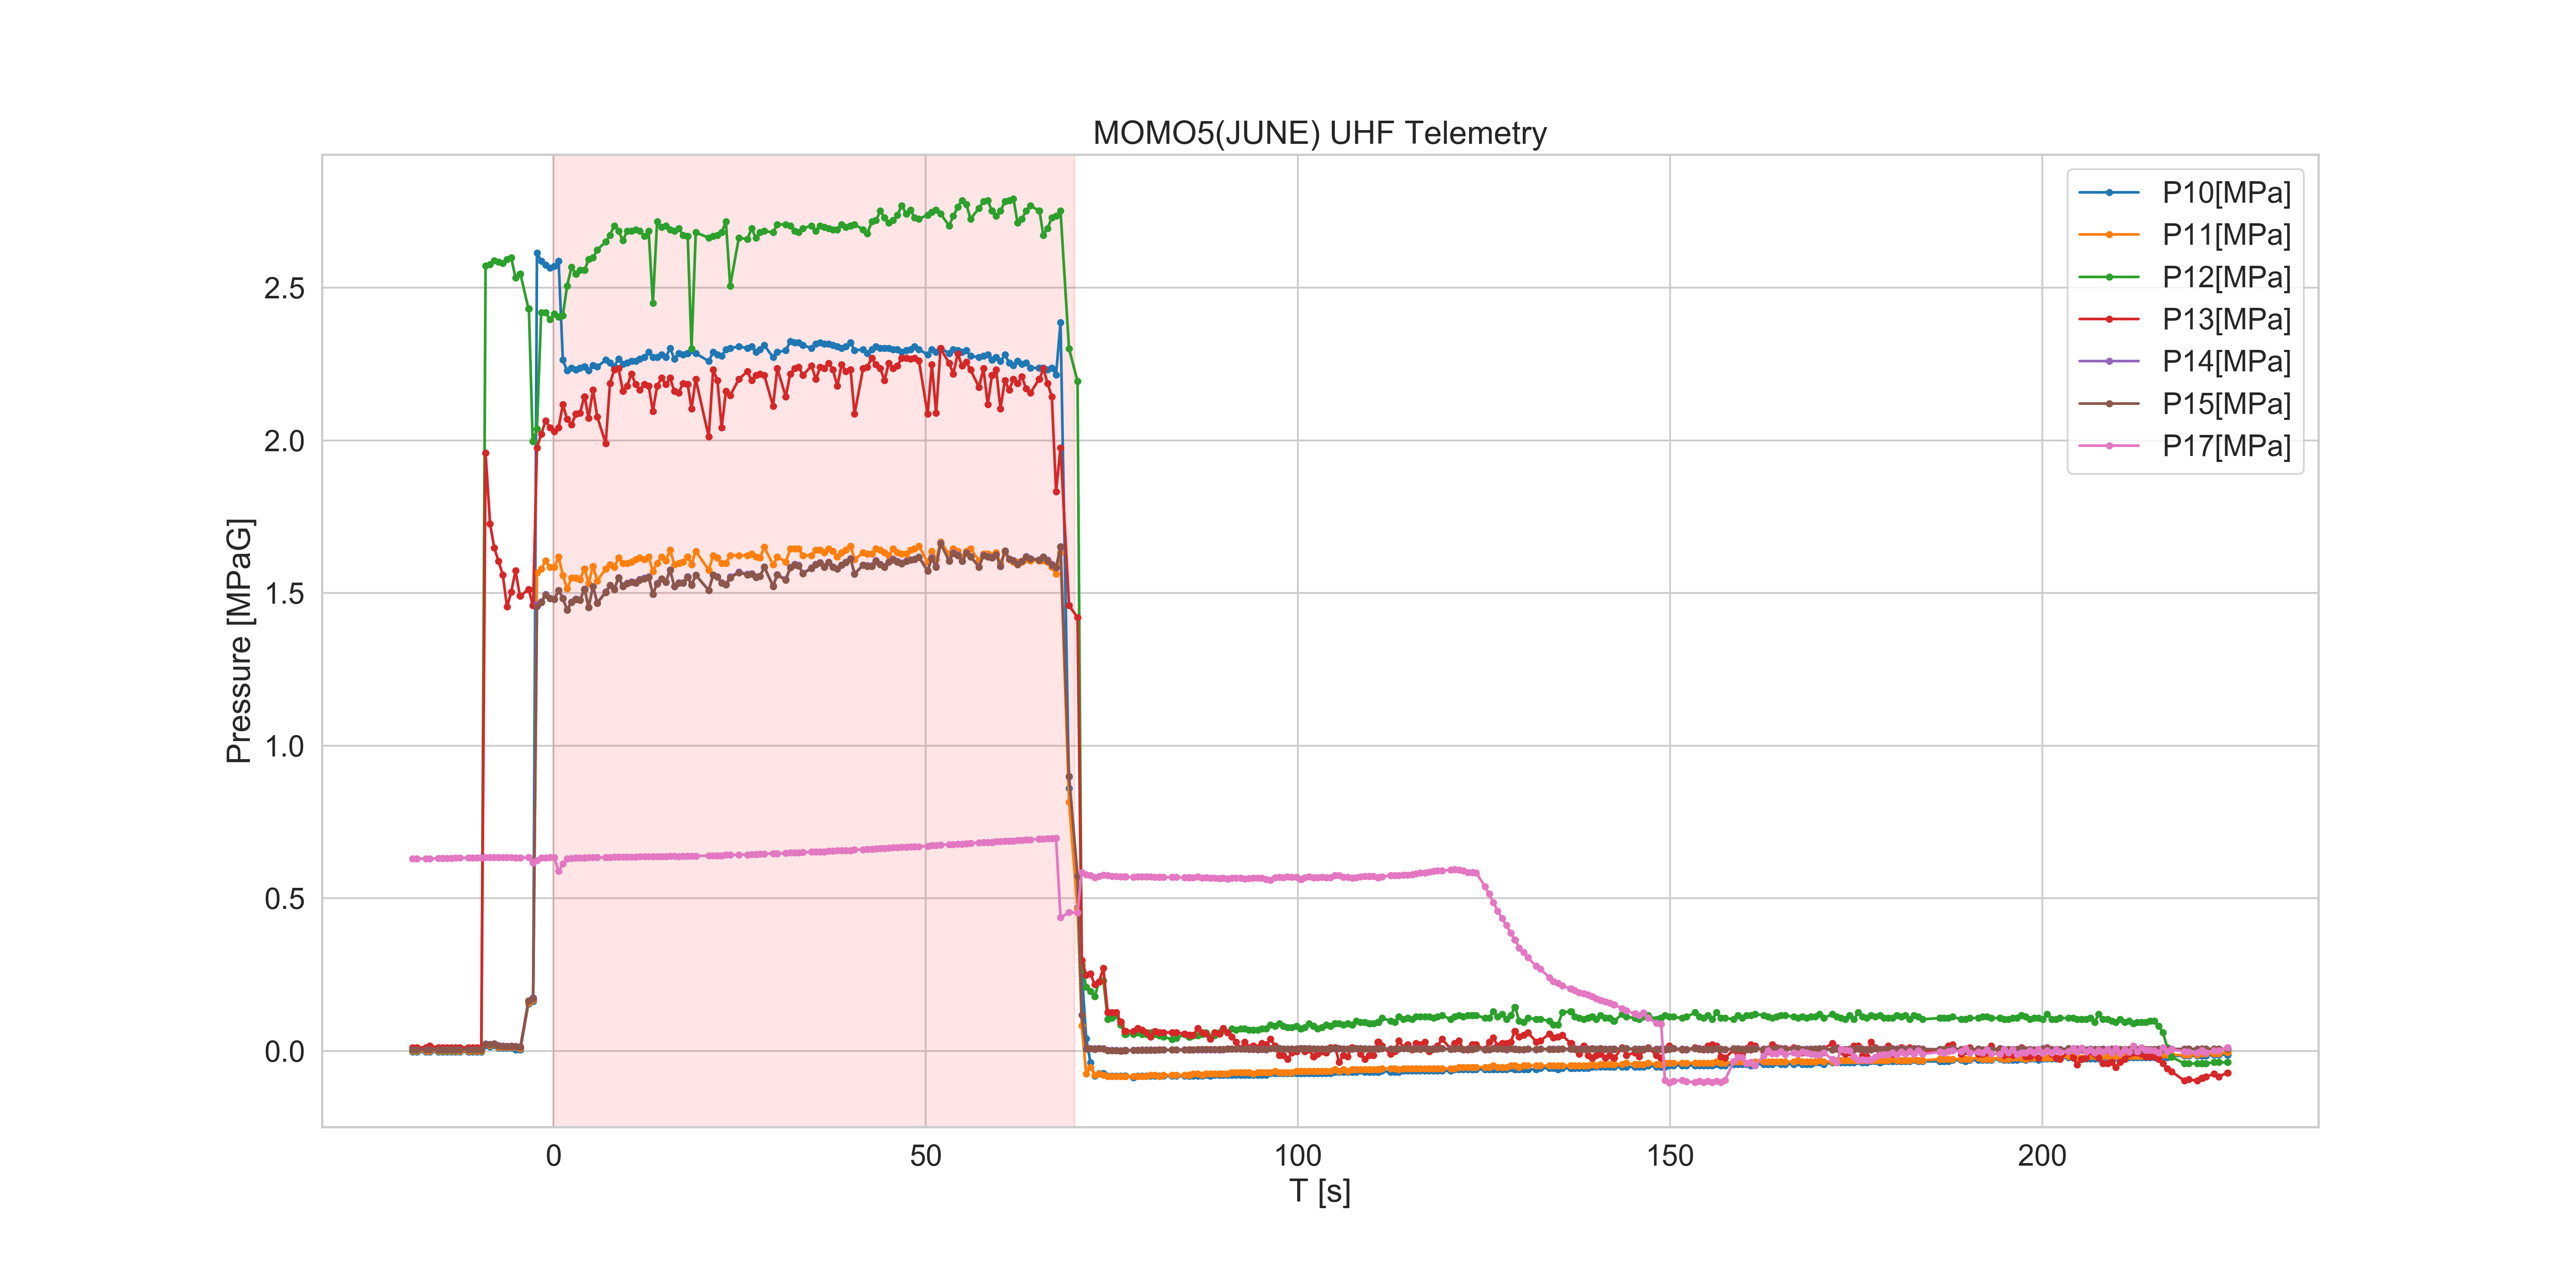 MOMO5(JUNE) UHF Telemetry
P10[MPa]
P11[MPa]
P12[MPa]
P13[MPa]
P14[MPa]
P15[MPa]
P17[MPa]
Pressure [MPaG]
2.5
2.0
1.5
1.0
0.5
0.0
0
50
100
150
200
T [s]